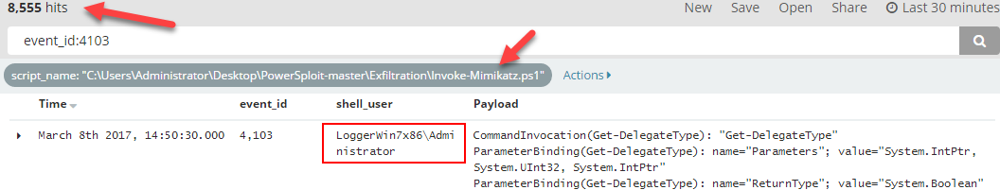 8,555 hits
New Save Open Share Last 30 minutes
event_id:4103
script_name: "C:\Users\Administrator\Desktop\PowerSploit-master\Exfiltration\Invoke-Mimikatz.ps1"
Actions
Time event_id shell_user Payload
March 8th 2017, 14:50:30.000 4,103 LoggerWin7x86\Admi CommandInvocation(Get-DelegateType): "Get-DelegateType"
nistrator ParameterBinding(Get-DelegateType): name="Parameters"; value="System.IntPtr,
System.UInt32, System.IntPtr"
ParameterBinding(Get-DelegateType): name="ReturnType"; value="System.Boolean"